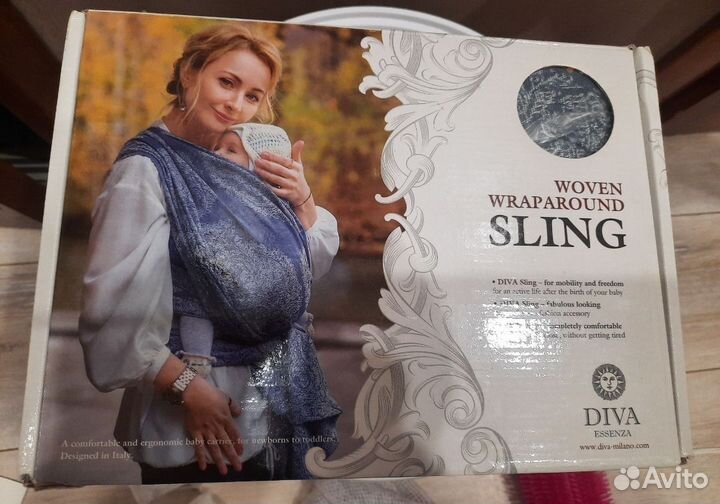 WOVEN
WRAPAROUND
SLING
• DIVA Sling – for mobility and freedom
for an active life after the birth of your baby
• DIVA Sling – fabulous looking
fashion accessory
completely comfortable
without getting tired
DIVA
ESSENZA
www.diva-milano.com
A comfortable and ergonomic baby carrier, for newborns to toddlers.
Designed in Italy.
Avito